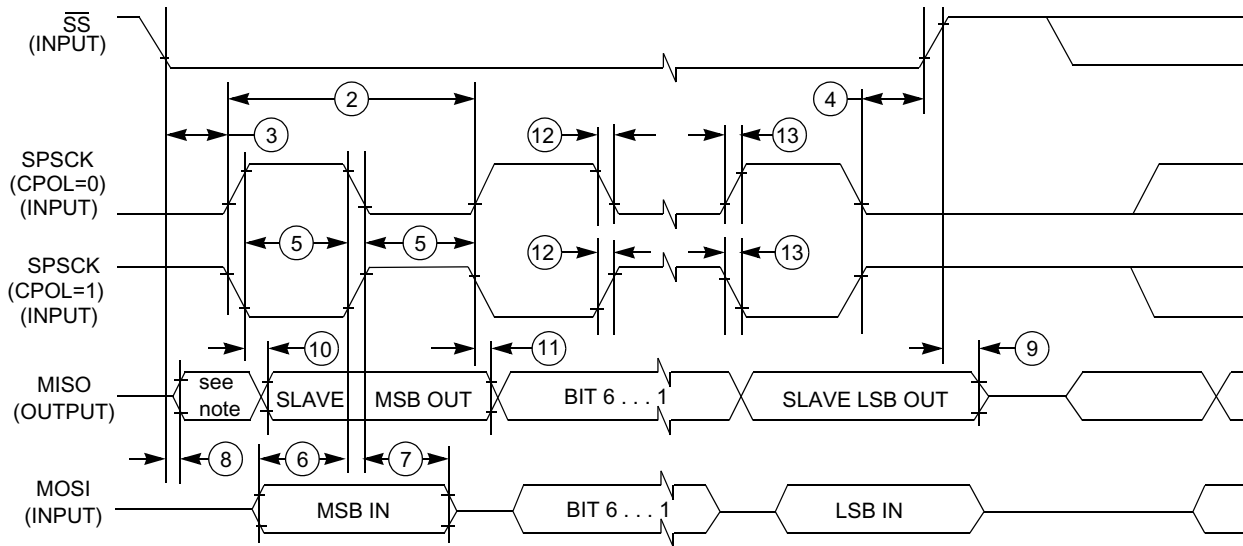 SS
(INPUT)
2
4
3
12
13
SPSCK
(CPOL=0)
(INPUT)
5
5
12
13
SPSCK
(CPOL=1)
(INPUT)
10
11
9
MISO
(OUTPUT)
see
note
SLAVE
MSB OUT
BIT 6 . . . 1
SLAVE LSB OUT
8
6
7
MOSI
(INPUT)
MSB IN
BIT 6 . . . 1
LSB IN